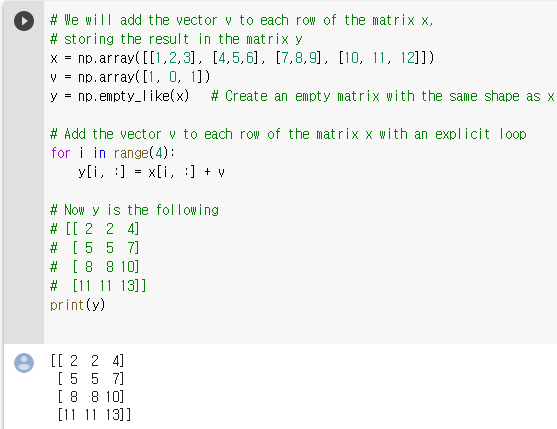 # We will add the vector v to each row of the matrix x,
# storing the result in the matrix y
x = np.array([[1,2,3], [4,5,6], [7,8,9], [10, 11, 12]])
v = np.array([1, 0, 1])
y = np.empty_like(x)   # Create an empty matrix with the same shape as x
# Add the vector v to each row of the matrix x with an explicit loop
for i in range(4):
    y[i, :] = x[i, :] + v
# Now y is the following
# [[ 2  2  4]
#  [ 5  5  7]
#  [ 8  8 10]
#  [11 11 13]]
print(y)
[[ 2  2  4]
 [ 5  5  7]
 [ 8  8 10]
 [11 11 13]]